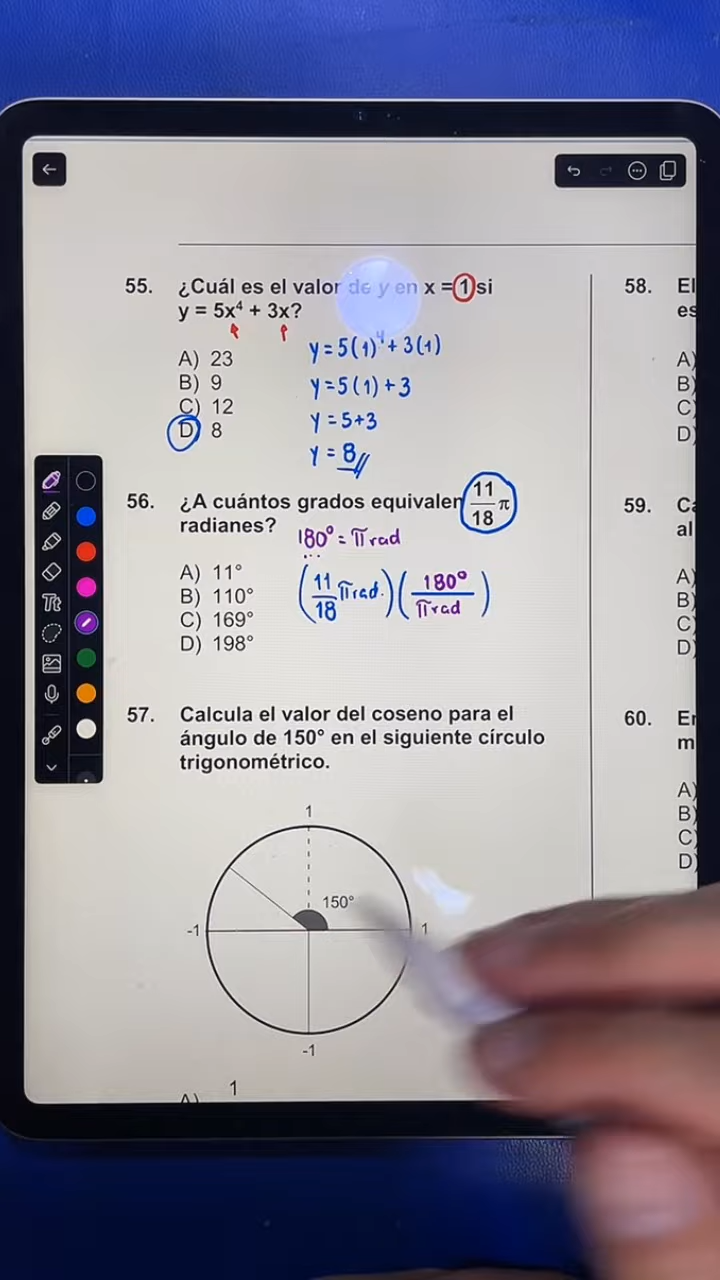 55. ¿Cuál es el valor de y en x = 1 si
y = 5x⁴ + 3x?
A) 23
B) 9
C) 12
D) 8
y = 5(1)⁴ + 3(1)
y = 5(1) + 3
y = 5+3
y = 8
56. ¿A cuántos grados equivalen 11/18 π
radianes?
180° = π rad
A) 11°
B) 110°
C) 169°
D) 198°
(11/18 π rad.)(180°/π rad)
57. Calcula el valor del coseno para el
ángulo de 150° en el siguiente círculo
trigonométrico.
1
150°
-1
1
-1
A) 1
58. El
es
A)
B)
C)
D)
59.
al
A)
B)
C)
D)
60.
m
A)
B)
C)
D)
Tt